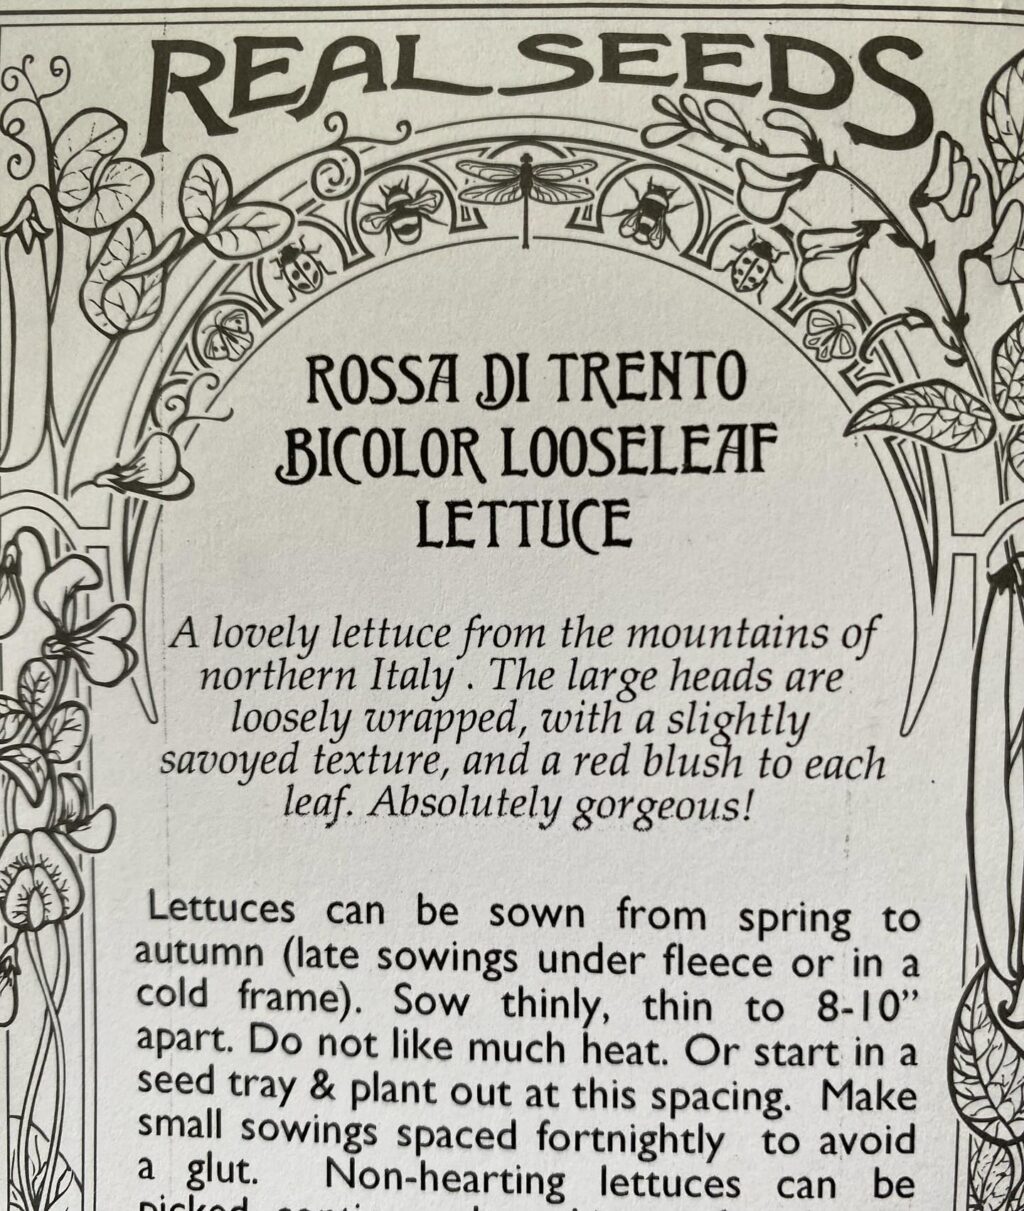 REAL SEEDS
ROSSA DI TRENTO
BICOLOR LOOSELEAF
LETTUCE
A lovely lettuce from the mountains of
northern Italy . The large heads are
loosely wrapped, with a slightly
savoyed texture, and a red blush to each
leaf. Absolutely gorgeous!
Lettuces can be sown from spring to
autumn (late sowings under fleece or in a
cold frame). Sow thinly, thin to 8-10”
apart. Do not like much heat. Or start in a
seed tray & plant out at this spacing. Make
small sowings spaced fortnightly to avoid
a glut. Non-hearting lettuces can be
picked